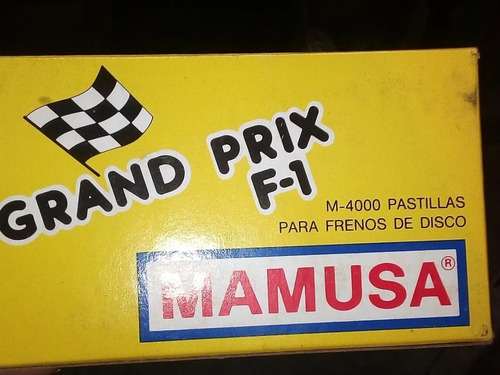 GRAND PRIX
F-1
M-4000 PASTILLAS
PARA FRENOS DE DISCO
MAMUSA®